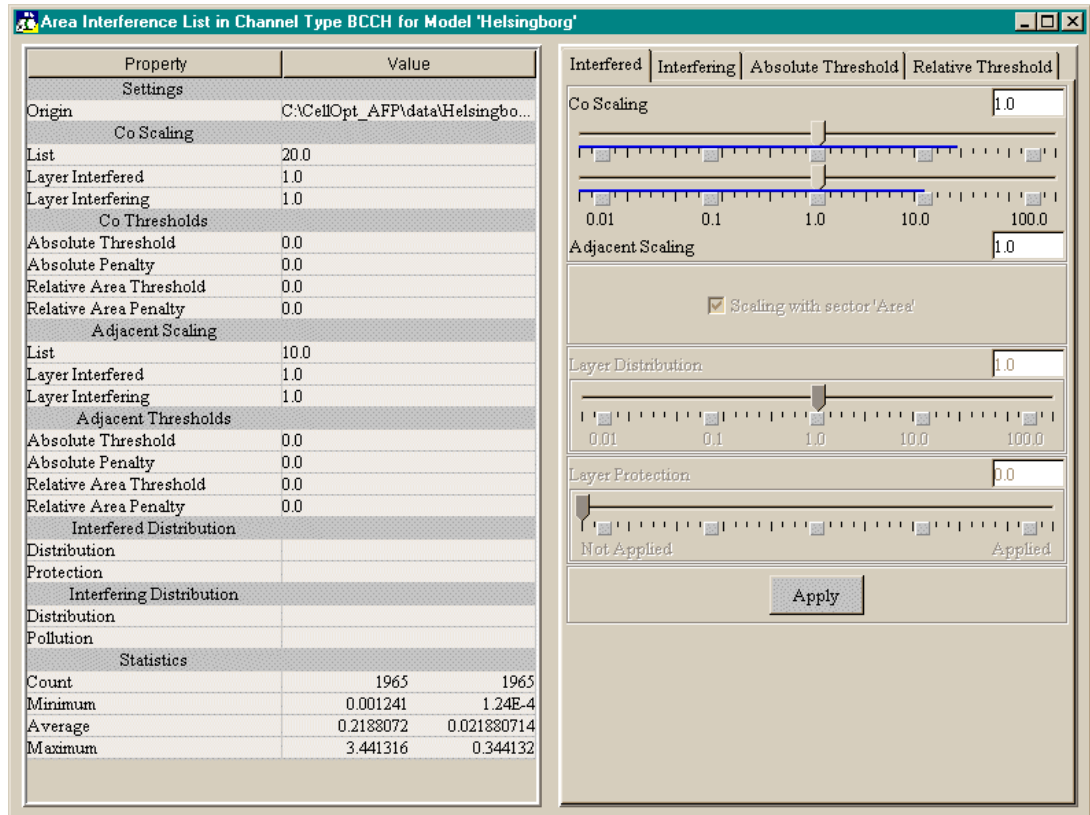 Area Interference List in Channel Type BCCH for Model 'Helsingborg'
Property Value
Settings
Origin C:\CellOpt_AFP\data\Helsingbo...
Co Scaling
List 20.0
Layer Interfered 1.0
Layer Interfering 1.0
Co Thresholds
Absolute Threshold 0.0
Absolute Penalty 0.0
Relative Area Threshold 0.0
Relative Area Penalty 0.0
Adjacent Scaling
List 10.0
Layer Interfered 1.0
Layer Interfering 1.0
Adjacent Thresholds
Absolute Threshold 0.0
Absolute Penalty 0.0
Relative Area Threshold 0.0
Relative Area Penalty 0.0
Interfered Distribution
Distribution
Protection
Interfering Distribution
Distribution
Pollution
Statistics
Count 1965 1965
Minimum 0.001241 1.24E-4
Average 0.2188072 0.021880714
Maximum 3.441316 0.344132
Interfered Interfering Absolute Threshold Relative Threshold
Co Scaling 1.0
0.01 0.1 1.0 10.0 100.0
Adjacent Scaling 1.0
Scaling with sector 'Area'
Layer Distribution 1.0
0.01 0.1 1.0 10.0 100.0
Layer Protection 0.0
Not Applied Applied
Apply